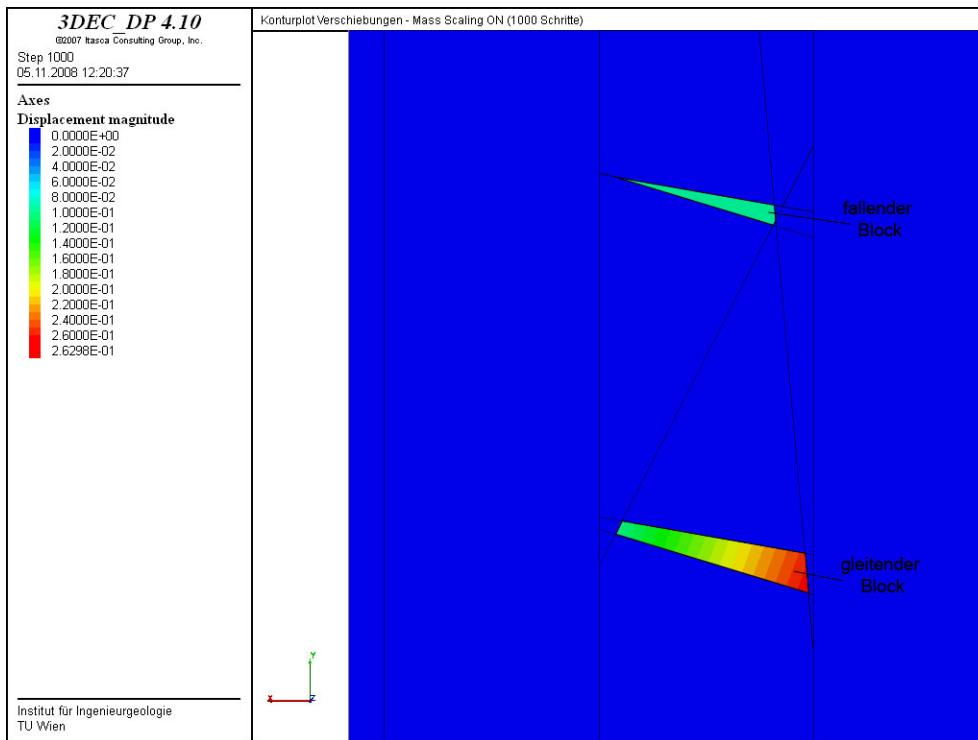 3DEC_DP 4.10
©2007 Itasca Consulting Group, Inc.
Step 1000
05.11.2008 12:20:37
Axes
Displacement magnitude
0.0000E+00
2.0000E-02
4.0000E-02
6.0000E-02
8.0000E-02
1.0000E-01
1.2000E-01
1.4000E-01
1.6000E-01
1.8000E-01
2.0000E-01
2.2000E-01
2.4000E-01
2.6000E-01
2.6298E-01
Institut für Ingenieurgeologie
TU Wien
Konturplot Verschiebungen - Mass Scaling ON (1000 Schritte)
fallender
Block
gleitender
Block
Y
X
Z